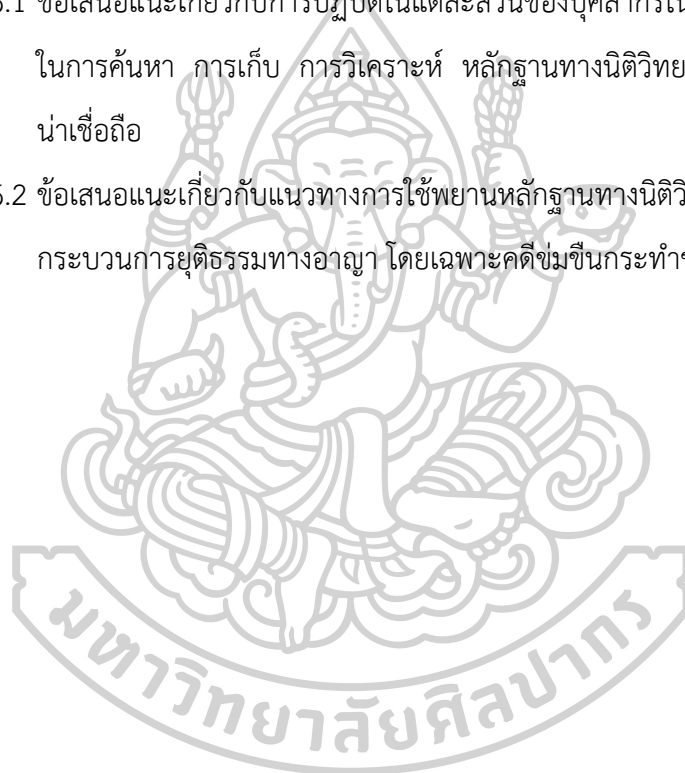 .1 ข้อเสนอแนะเกี่ยวกับการปฏิบัติในแต่ละส่วนของบุคลากรใน
ในการค้นหา การเก็บ การวิเคราะห์ หลักฐานทางนิติวิทย
น่าเชื่อถือ
.2 ข้อเสนอแนะเกี่ยวกับแนวทางการใช้พยานหลักฐานทางนิติวิ
กระบวนการยุติธรรมทางอาญา โดยเฉพาะคดีข่มขืนกระทำช
มหาวิทยาลัยศิลปากร